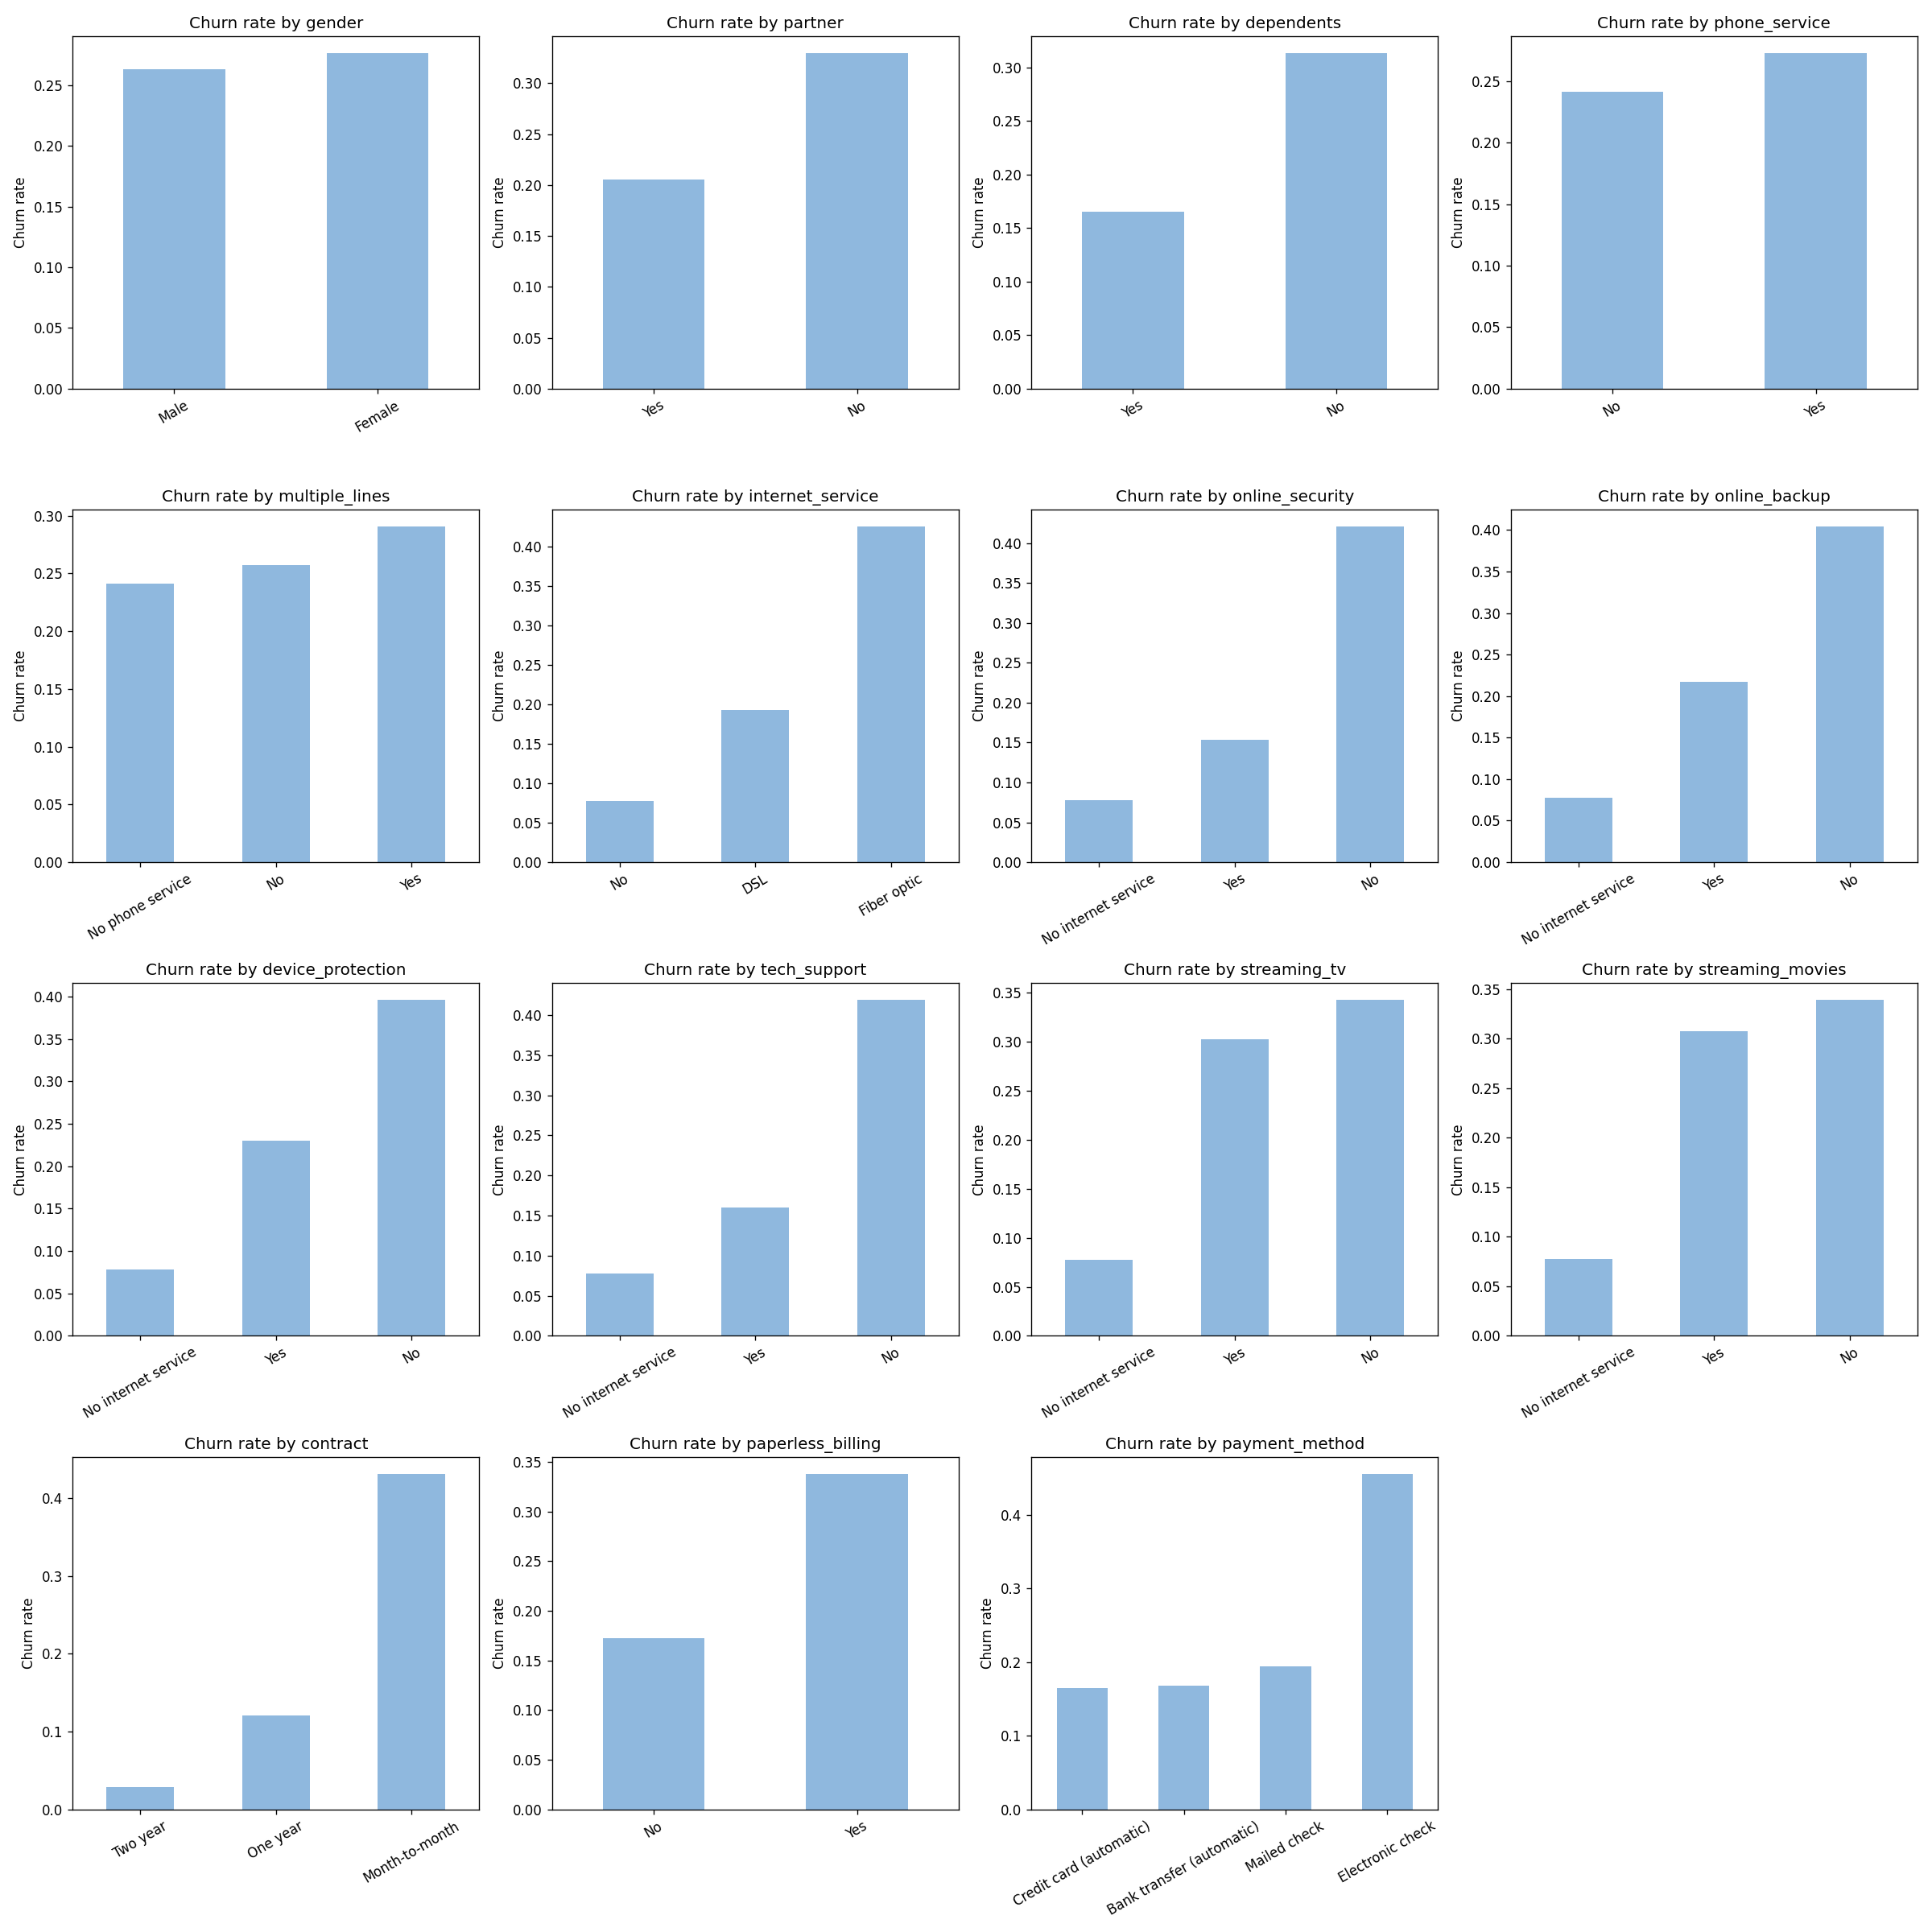 Churn rate by gender
Churn rate
0.25
0.20
0.15
0.10
0.05
0.00
Male
Female
Churn rate by partner
Churn rate
0.30
0.25
0.20
0.15
0.10
0.05
0.00
Yes
No
Churn rate by dependents
Churn rate
0.30
0.25
0.20
0.15
0.10
0.05
0.00
Yes
No
Churn rate by phone_service
Churn rate
0.25
0.20
0.15
0.10
0.05
0.00
No
Yes
Churn rate by multiple_lines
Churn rate
0.30
0.25
0.20
0.15
0.10
0.05
0.00
No phone service
No
Yes
Churn rate by internet_service
Churn rate
0.40
0.35
0.30
0.25
0.20
0.15
0.10
0.05
0.00
No
DSL
Fiber optic
Churn rate by online_security
Churn rate
0.40
0.35
0.30
0.25
0.20
0.15
0.10
0.05
0.00
No internet service
Yes
No
Churn rate by online_backup
Churn rate
0.40
0.35
0.30
0.25
0.20
0.15
0.10
0.05
0.00
No internet service
Yes
No
Churn rate by device_protection
Churn rate
0.40
0.35
0.30
0.25
0.20
0.15
0.10
0.05
0.00
No internet service
Yes
No
Churn rate by tech_support
Churn rate
0.40
0.35
0.30
0.25
0.20
0.15
0.10
0.05
0.00
No internet service
Yes
No
Churn rate by streaming_tv
Churn rate
0.35
0.30
0.25
0.20
0.15
0.10
0.05
0.00
No internet service
Yes
No
Churn rate by streaming_movies
Churn rate
0.35
0.30
0.25
0.20
0.15
0.10
0.05
0.00
No internet service
Yes
No
Churn rate by contract
Churn rate
0.4
0.3
0.2
0.1
0.0
Two year
One year
Month-to-month
Churn rate by paperless_billing
Churn rate
0.35
0.30
0.25
0.20
0.15
0.10
0.05
0.00
No
Yes
Churn rate by payment_method
Churn rate
0.4
0.3
0.2
0.1
0.0
Credit card (automatic)
Bank transfer (automatic)
Mailed check
Electronic check